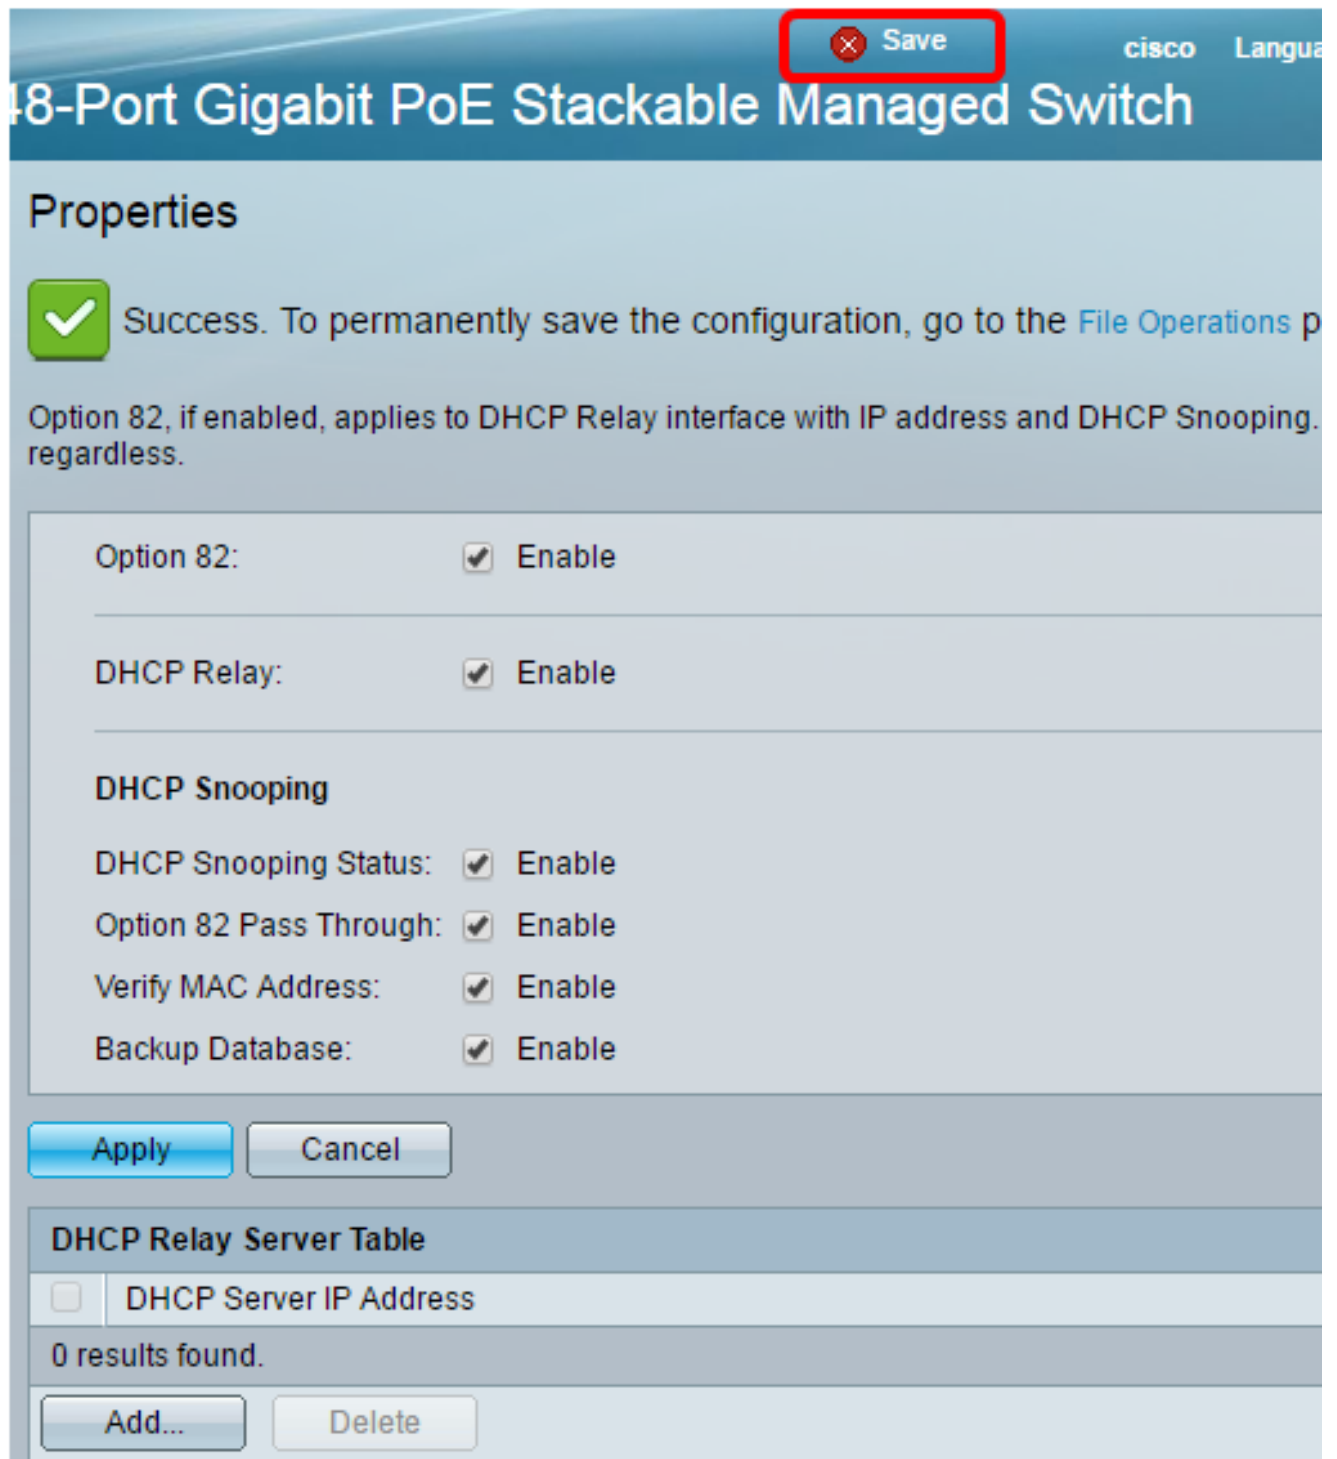 Save
cisco Langua
48-Port Gigabit PoE Stackable Managed Switch
Properties
Success. To permanently save the configuration, go to the File Operations p
Option 82, if enabled, applies to DHCP Relay interface with IP address and DHCP Snooping.
regardless.
Option 82: Enable
DHCP Relay: Enable
DHCP Snooping
DHCP Snooping Status: Enable
Option 82 Pass Through: Enable
Verify MAC Address: Enable
Backup Database: Enable
Apply Cancel
DHCP Relay Server Table
DHCP Server IP Address
0 results found.
Add... Delete